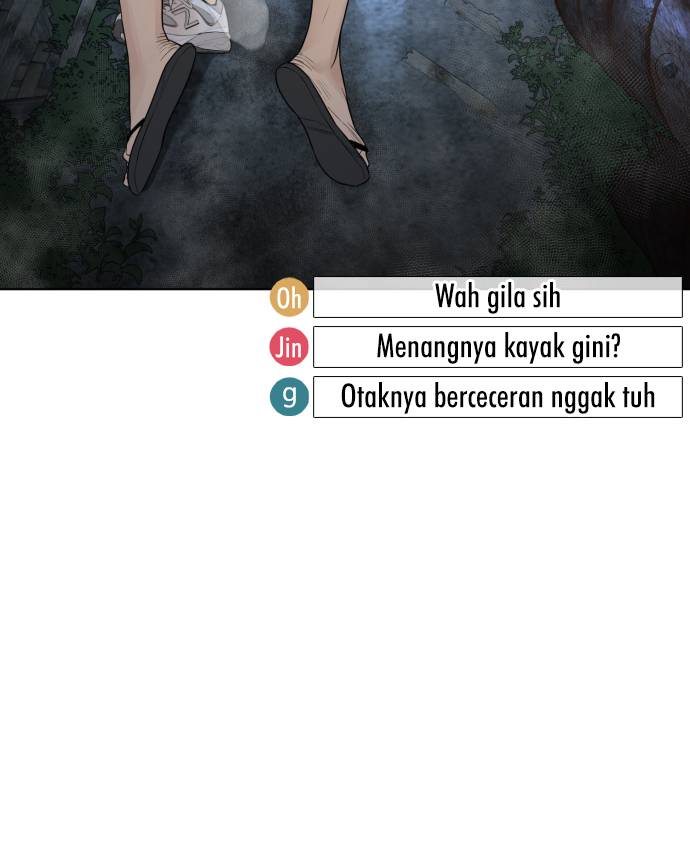 Oh Wah gila sih
Jin Menangnya kayak gini?
g Otaknya berceceran nggak tuh